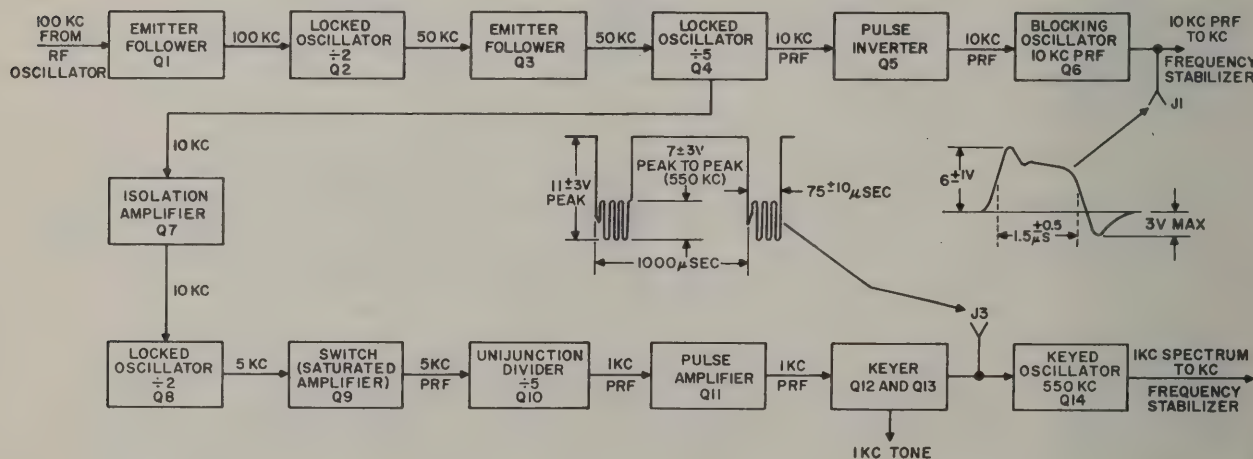 100 KC
FROM
RF
OSCILLATOR
EMITTER
FOLLOWER
Q1
100 KC
LOCKED
OSCILLATOR
÷2
Q2
50 KC
EMITTER
FOLLOWER
Q3
50 KC
LOCKED
OSCILLATOR
÷5
Q4
10 KC
PRF
PULSE
INVERTER
Q5
10KC
PRF
BLOCKING
OSCILLATOR
10 KC PRF
Q6
10 KC PRF
TO KC
FREQUENCY
STABILIZER
J1
10 KC
ISOLATION
AMPLIFIER
Q7
10 KC
11±3V
PEAK
7±3V
PEAK TO PEAK
(550 KC)
75±10µSEC
1000µSEC
6±1V
1.5±0.5
µS
3V MAX
J3
LOCKED
OSCILLATOR
÷2
Q8
5 KC
SWITCH
(SATURATED
AMPLIFIER)
Q9
5KC
PRF
UNIJUNCTION
DIVIDER
÷5
Q10
1KC
PRF
PULSE
AMPLIFIER
Q11
1KC
PRF
KEYER
Q12 AND Q13
1KC TONE
KEYED
OSCILLATOR
550 KC
Q14
1KC SPECTRUM
TO KC
FREQUENCY
STABILIZER